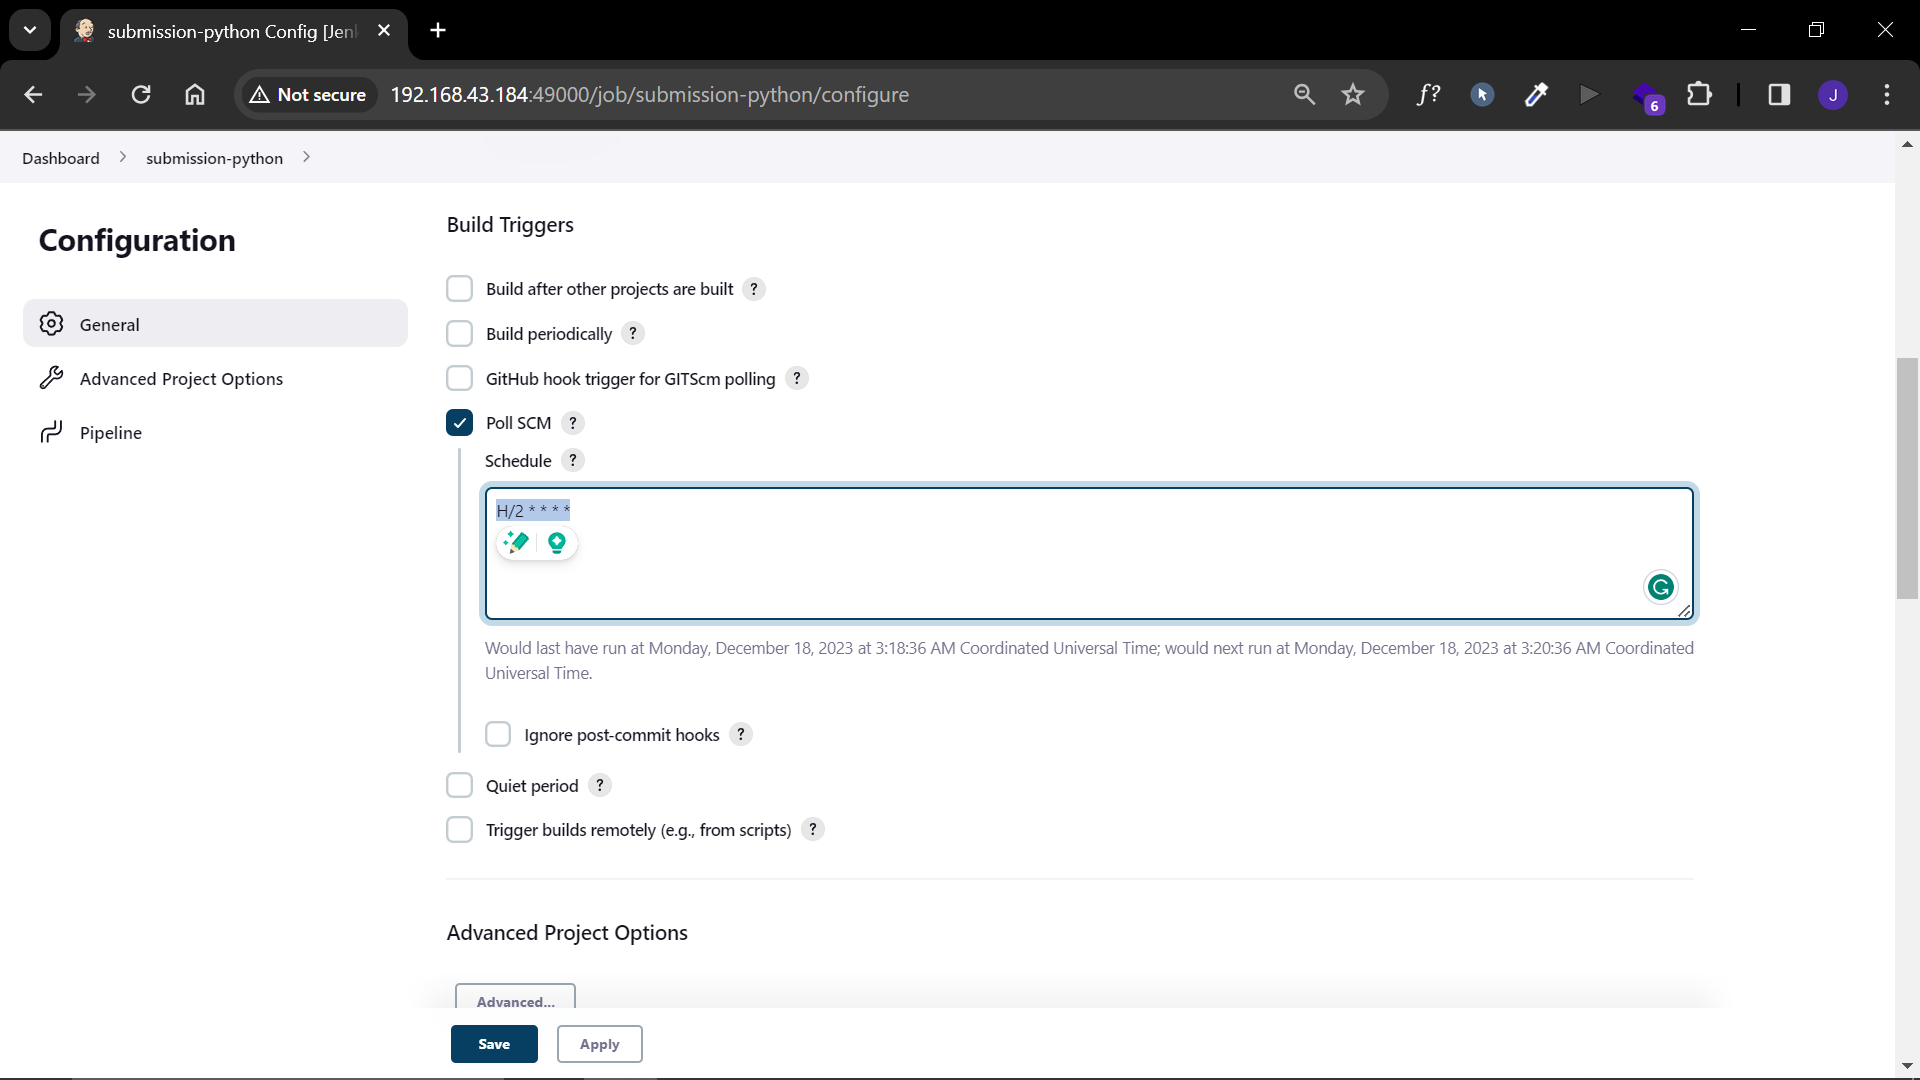 submission-python Config [Jen
Not secure
192.168.43.184:49000/job/submission-python/configure
f?
6
J
Dashboard
submission-python
Configuration
General
Advanced Project Options
Pipeline
Build Triggers
Build after other projects are built ?
Build periodically ?
GitHub hook trigger for GITScm polling ?
Poll SCM ?
Schedule ?
H/2 * * * *
Would last have run at Monday, December 18, 2023 at 3:18:36 AM Coordinated Universal Time; would next run at Monday, December 18, 2023 at 3:20:36 AM Coordinated
Universal Time.
Ignore post-commit hooks ?
Quiet period ?
Trigger builds remotely (e.g., from scripts) ?
Advanced Project Options
Advanced...
Save
Apply